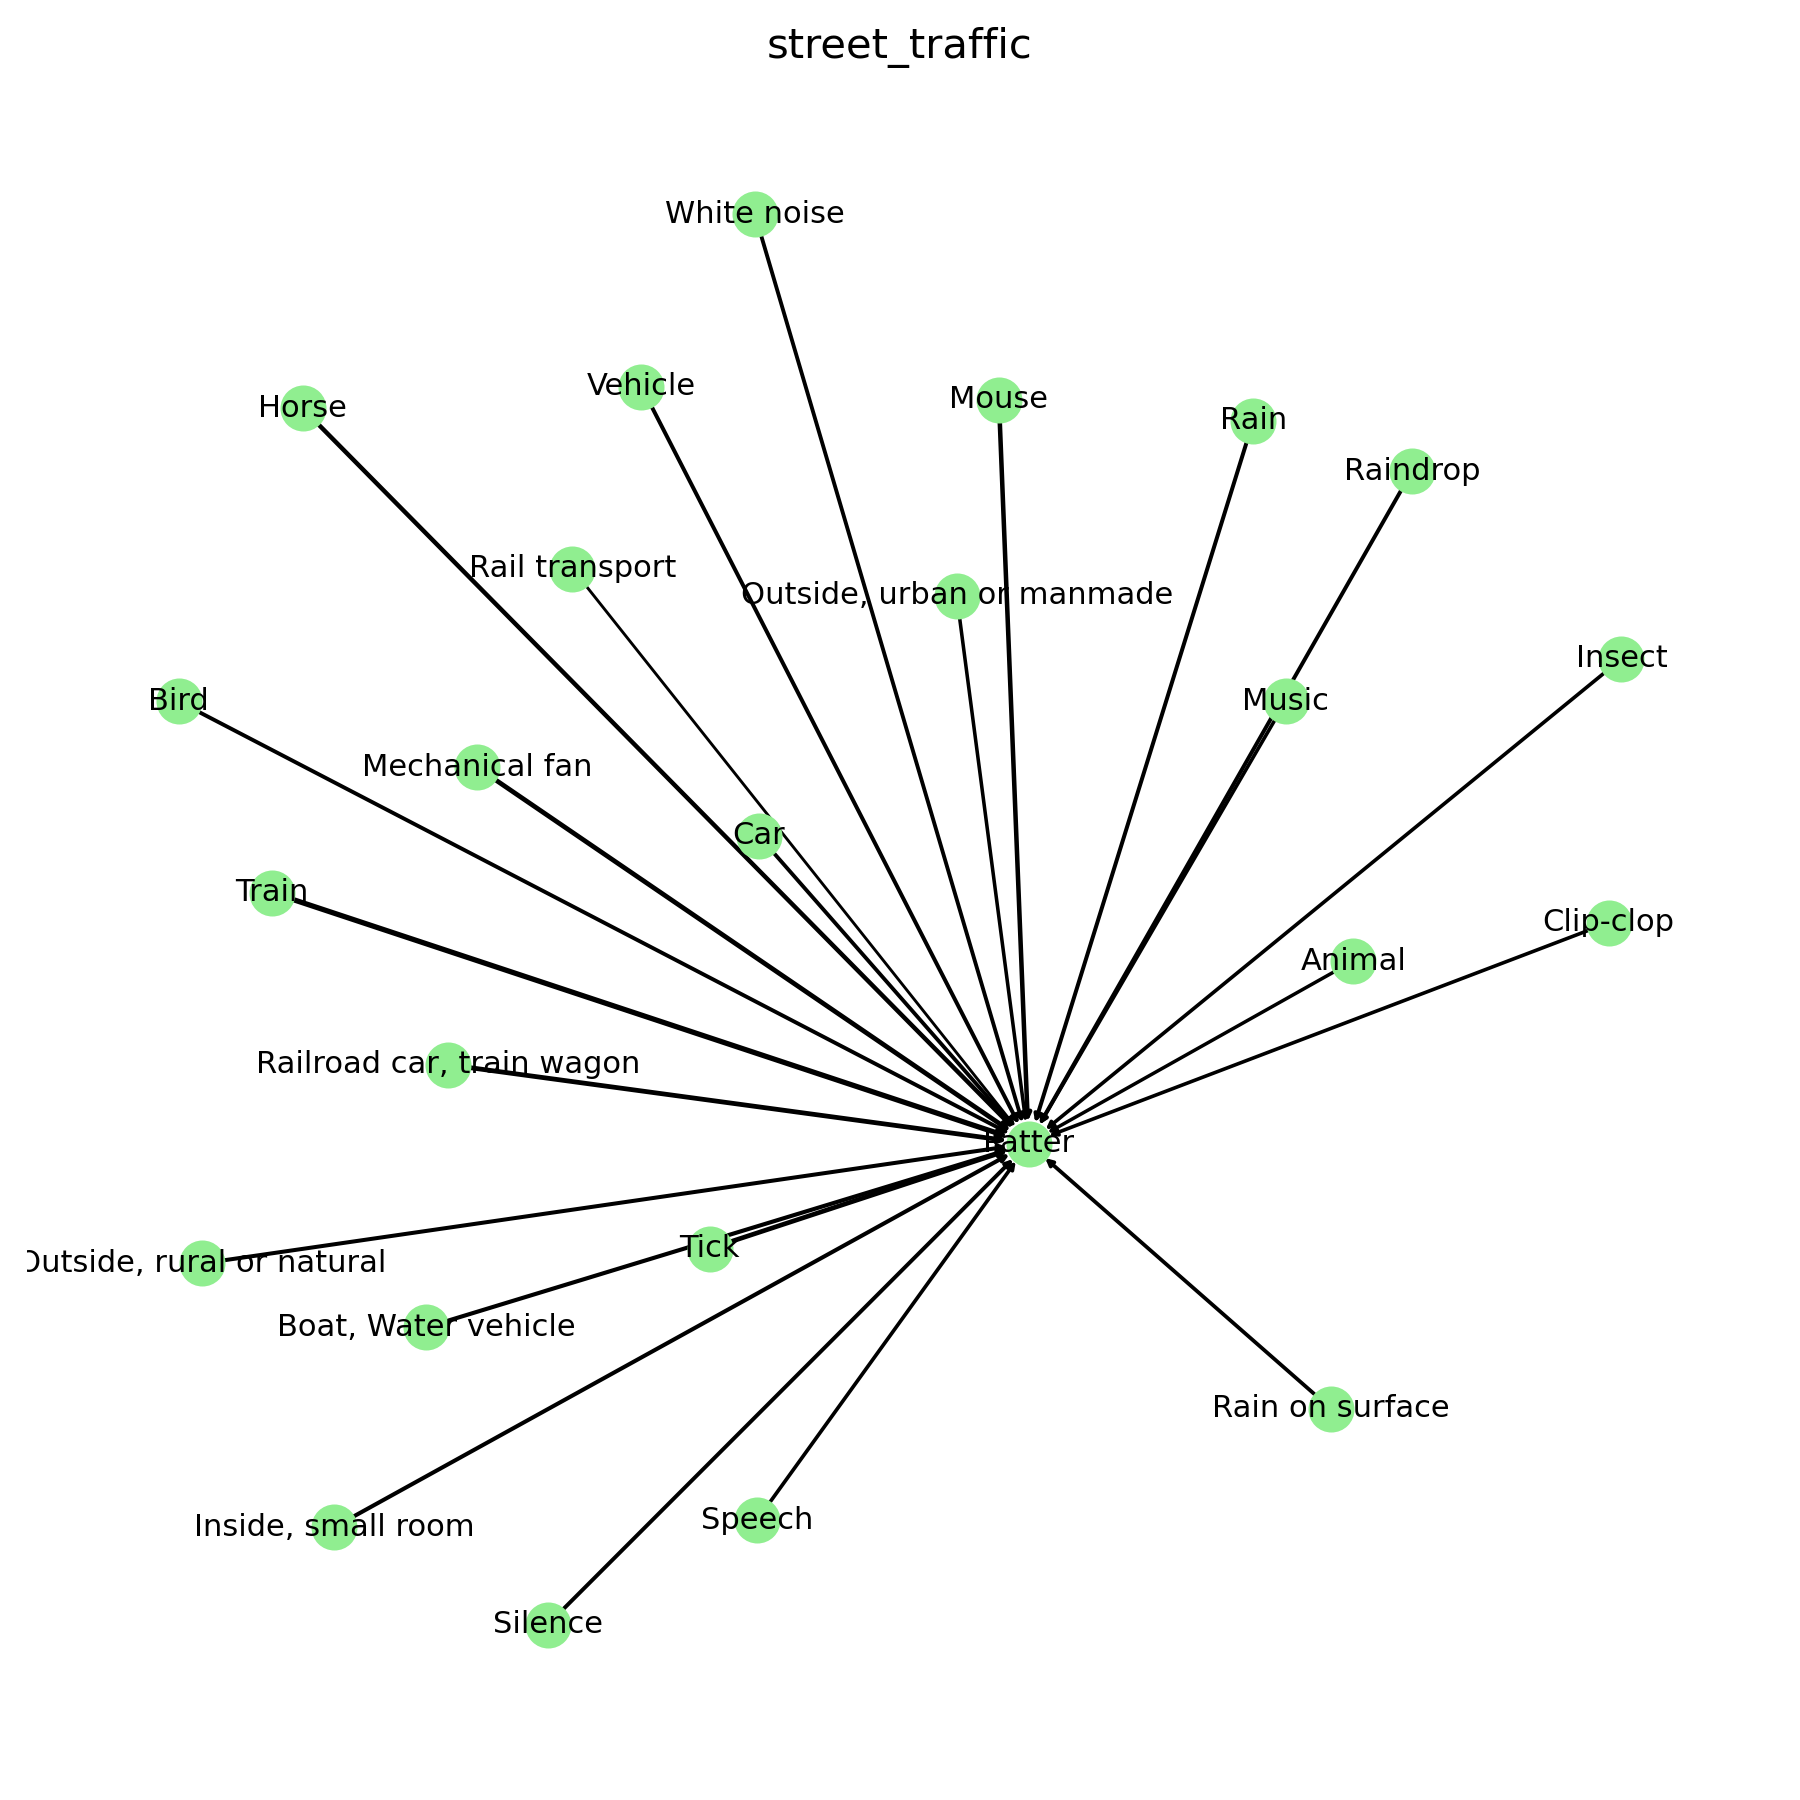 street_traffic
White noise
Vehicle
Mouse
Horse
Rain
Raindrop
Rail transport
Outside, urban or manmade
Insect
Bird
Music
Mechanical fan
Car
Train
Clip-clop
Animal
Railroad car, train wagon
Patter
Tick
Outside, rural or natural
Boat, Water vehicle
Rain on surface
Speech
Inside, small room
Silence